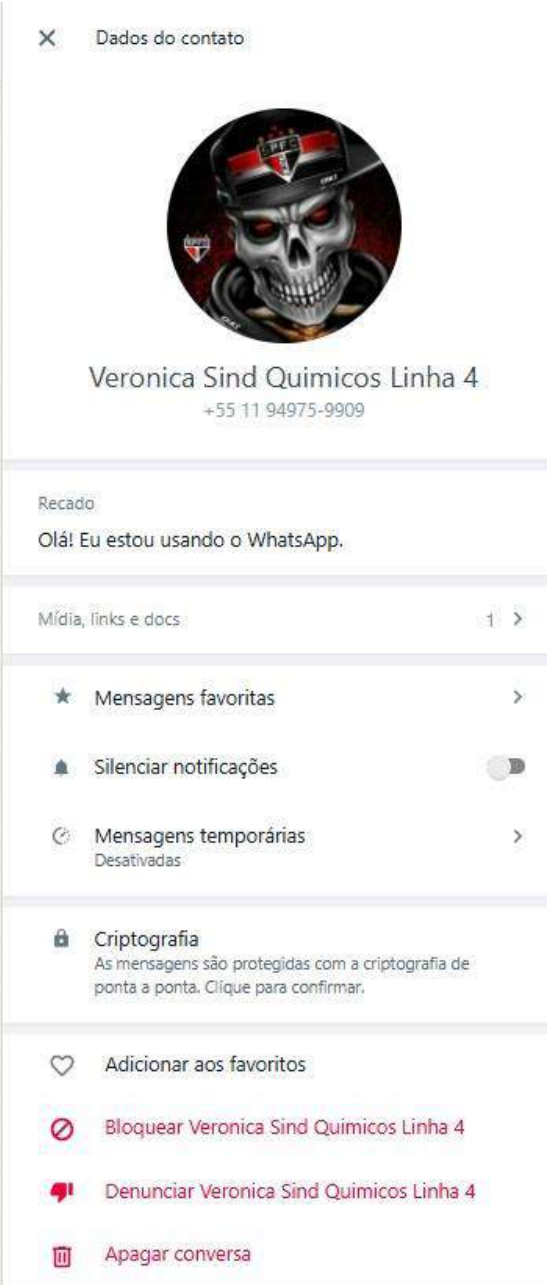 Dados do contato
SPFC
SPFC
Veronica Sind Quimicos Linha 4
+55 11 94975-9909
Recado
Olá! Eu estou usando o WhatsApp.
Mídia, links e docs 1
Mensagens favoritas
Silenciar notificações
Mensagens temporárias
Desativadas
Criptografia
As mensagens são protegidas com a criptografia de
ponta a ponta. Clique para confirmar.
Adicionar aos favoritos
Bloquear Veronica Sind Quimicos Linha 4
Denunciar Veronica Sind Quimicos Linha 4
Apagar conversa